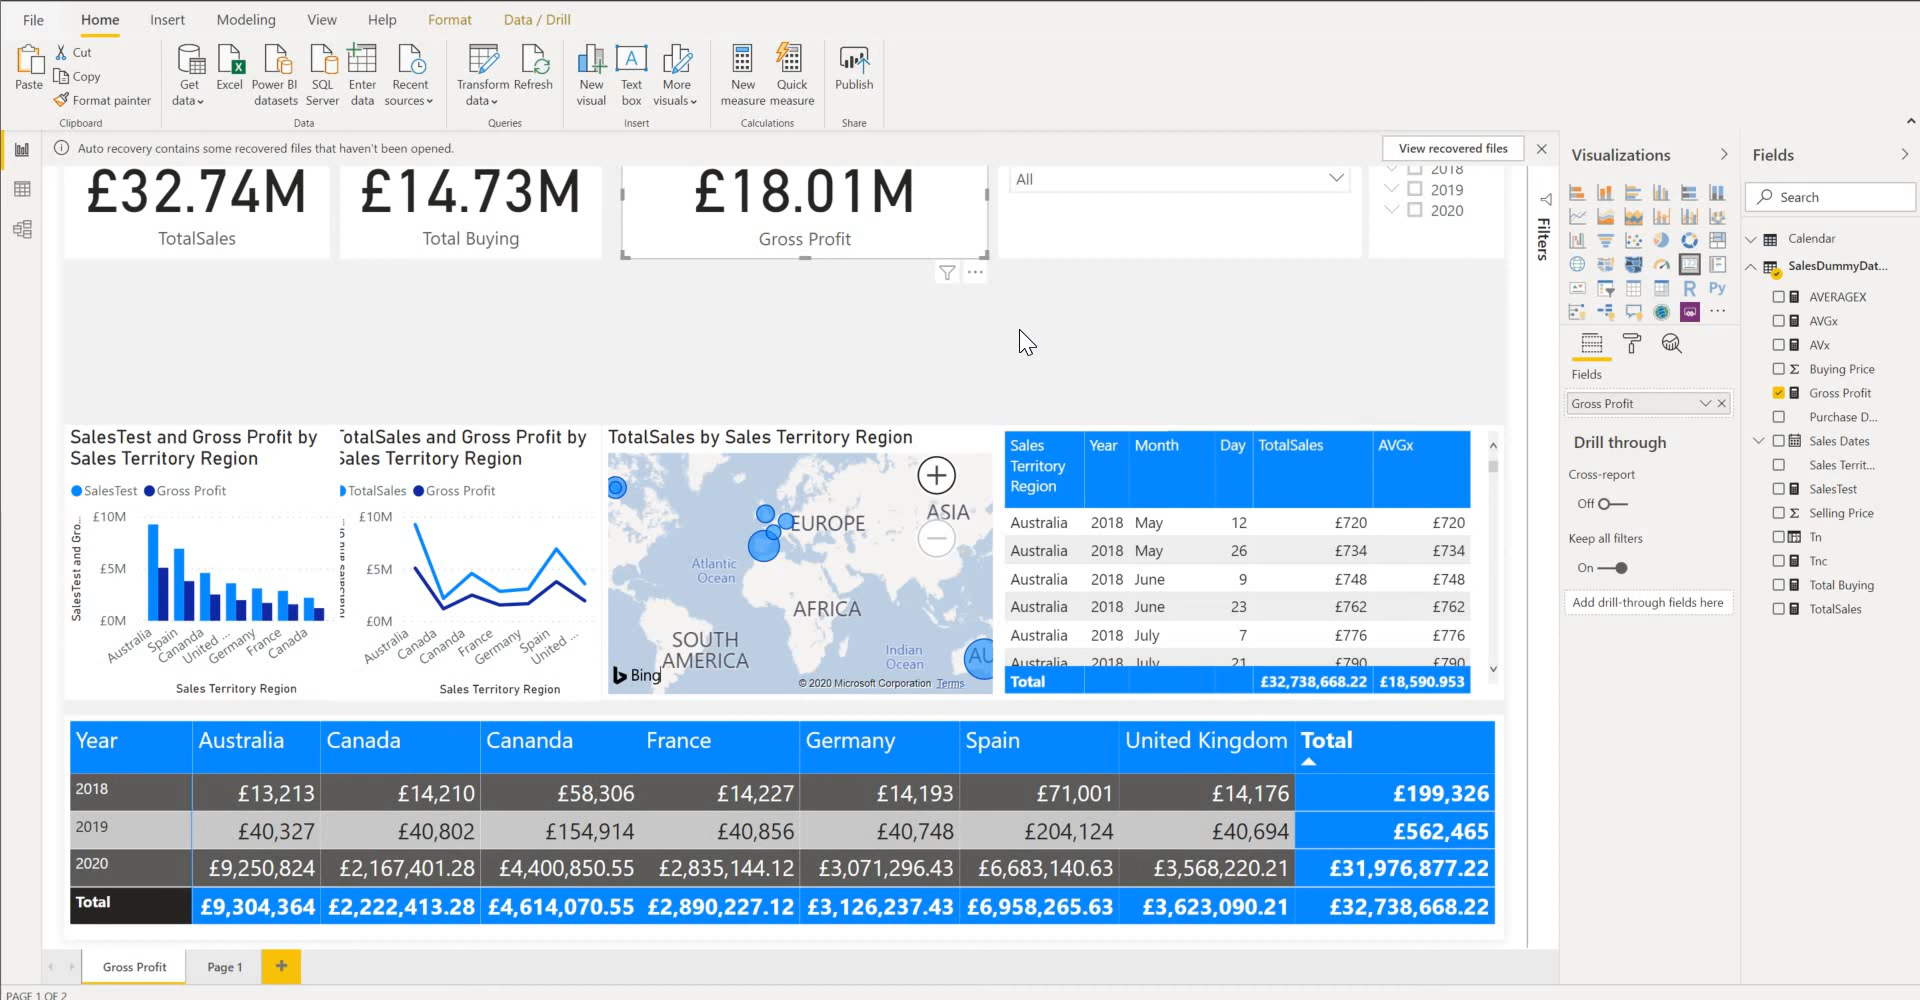 File Home Insert Modeling View Help Format Data / Drill
Paste
Cut
Copy
Format painter
Clipboard
Get data
Excel
Power BI datasets
SQL Server
Enter data
Recent sources
Data
Transform data
Refresh
Queries
New visual
A
Text box
More visuals
Insert
New measure
Quick measure
Calculations
Publish
Share
Auto recovery contains some recovered files that haven't been opened.
View recovered files
£32.74M
TotalSales
£14.73M
Total Buying
£18.01M
Gross Profit
All
2018
2019
2020
SalesTest and Gross Profit by
Sales Territory Region
SalesTest Gross Profit
£10M
£5M
£0M
SalesTest and Gro...
Australia
Spain
Cananda
United ...
Germany
France
Canada
Sales Territory Region
TotalSales and Gross Profit by
Sales Territory Region
TotalSales Gross Profit
£10M
£5M
£0M
Australia
Canada
Cananda
France
Germany
Spain
United ...
Sales Territory Region
TotalSales by Sales Territory Region
EUROPE
ASIA
Atlantic
Ocean
AFRICA
SOUTH
AMERICA
Indian
Ocean
AU
Bing
© 2020 Microsoft Corporation Terms
Sales Territory Region Year Month Day TotalSales AVGx
Australia 2018 May 12 £720 £720
Australia 2018 May 26 £734 £734
Australia 2018 June 9 £748 £748
Australia 2018 June 23 £762 £762
Australia 2018 July 7 £776 £776
Australia 2018 July 21 £790 £790
Total £32,738,668.22 £18,590.953
Year Australia Canada Cananda France Germany Spain United Kingdom Total
2018 £13,213 £14,210 £58,306 £14,227 £14,193 £71,001 £14,176 £199,326
2019 £40,327 £40,802 £154,914 £40,856 £40,748 £204,124 £40,694 £562,465
2020 £9,250,824 £2,167,401.28 £4,400,850.55 £2,835,144.12 £3,071,296.43 £6,683,140.63 £3,568,220.21 £31,976,877.22
Total £9,304,364 £2,222,413.28 £4,614,070.55 £2,890,227.12 £3,126,237.43 £6,958,265.63 £3,623,090.21 £32,738,668.22
Gross Profit Page 1 +
PAGE 1 OF 2
Filters
Visualizations
R Py
Fields
Gross Profit
Drill through
Cross-report
Off
Keep all filters
On
Add drill-through fields here
Fields
Search
Calendar
SalesDummyDat...
AVERAGEX
AVGx
AVx
Buying Price
Gross Profit
Purchase D...
Sales Dates
Sales Territ...
SalesTest
Selling Price
Tn
Tnc
Total Buying
TotalSales